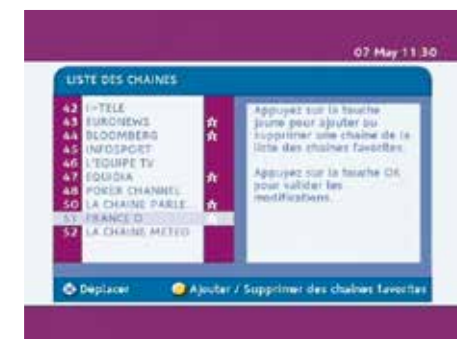 07 May 11.30
LISTE DES CHAINES
42 I-TELE
43 EURONEWS
44 BLOOMBERG
45 INFOSPORT
46 L'EQUIPE TV
47 EQUIDIA
48 POKER CHANNEL
50 LA CHAINE PARLE.
51 FRANCE O
52 LA CHAINE METEO
Appuyez sur la touche
jaune pour ajouter ou
supprimer une chaine de la
liste des chaines favorites.
Appuyez sur la touche OK
pour valider les
modifications.
Déplacer
Ajouter / Supprimer des chaînes favorites